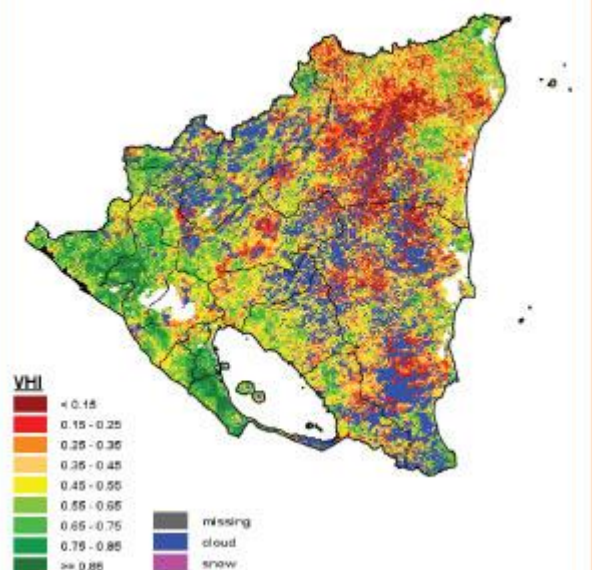 VHI
< 0.15
0.15 - 0.25
0.25 - 0.35
0.35 - 0.45
0.45 - 0.55
0.55 - 0.65
0.65 - 0.75
0.75 - 0.85
>= 0.85
missing
cloud
snow